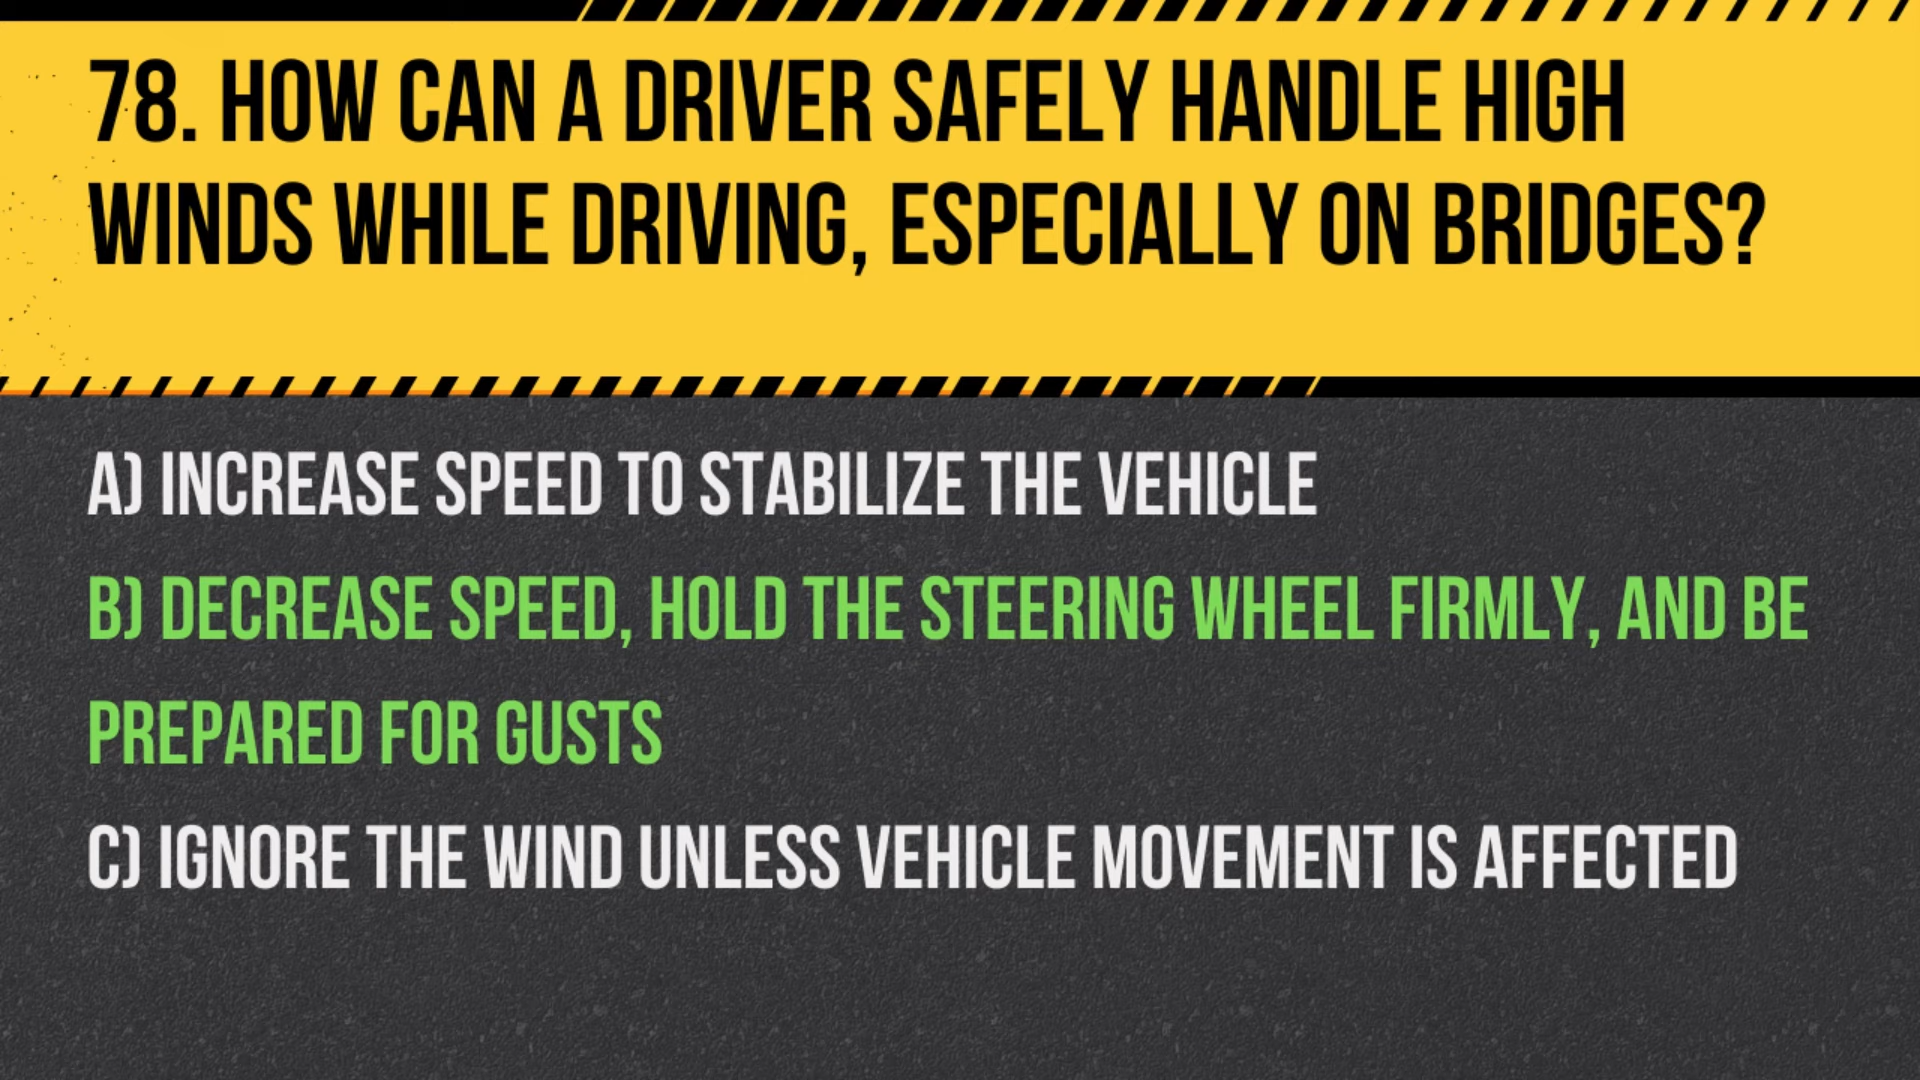 78. HOW CAN A DRIVER SAFELY HANDLE HIGH
WINDS WHILE DRIVING, ESPECIALLY ON BRIDGES?
A) INCREASE SPEED TO STABILIZE THE VEHICLE
B) DECREASE SPEED, HOLD THE STEERING WHEEL FIRMLY, AND BE
PREPARED FOR GUSTS
C) IGNORE THE WIND UNLESS VEHICLE MOVEMENT IS AFFECTED